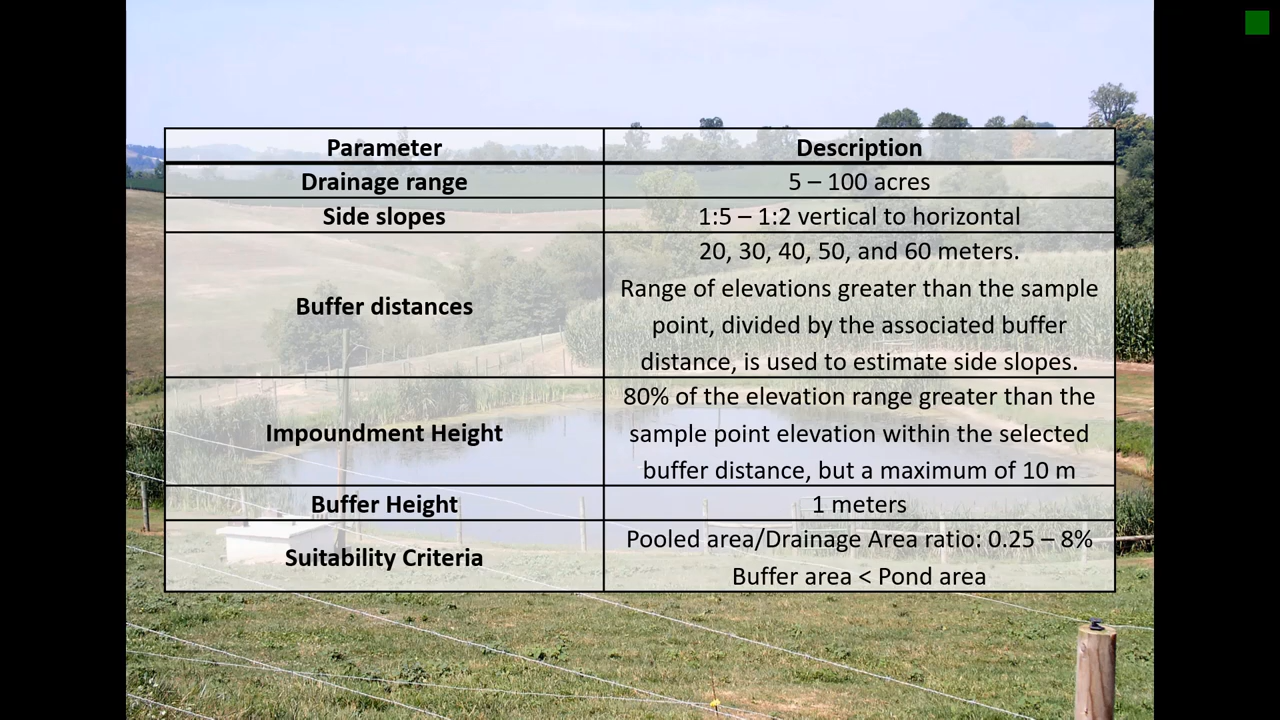 Parameter
Description
Drainage range
5 – 100 acres
Side slopes
1:5 – 1:2 vertical to horizontal
Buffer distances
20, 30, 40, 50, and 60 meters.
Range of elevations greater than the sample
point, divided by the associated buffer
distance, is used to estimate side slopes.
Impoundment Height
80% of the elevation range greater than the
sample point elevation within the selected
buffer distance, but a maximum of 10 m
Buffer Height
1 meters
Suitability Criteria
Pooled area/Drainage Area ratio: 0.25 – 8%
Buffer area < Pond area